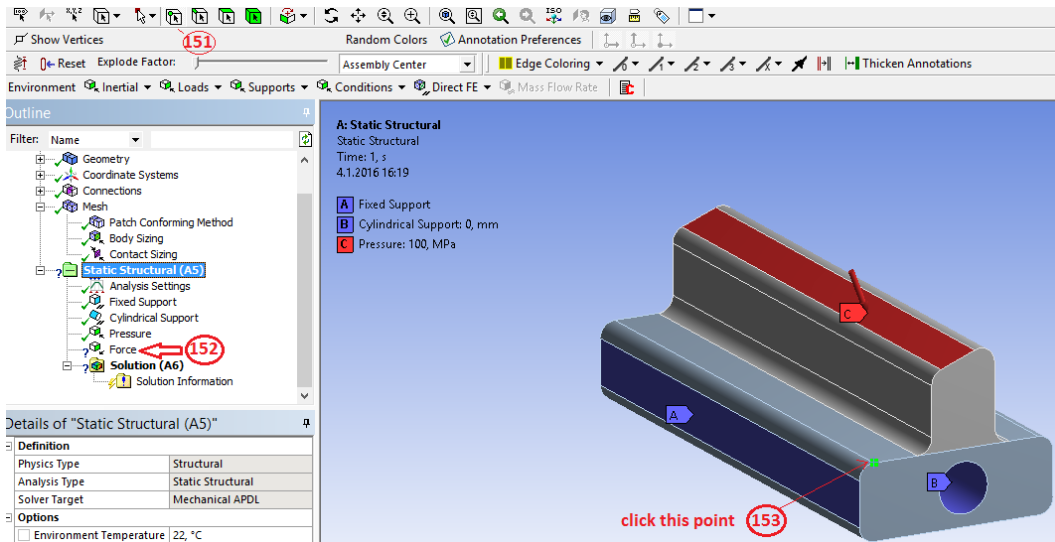 Show Vertices
151
Random Colors
Annotation Preferences
Reset
Explode Factor:
Assembly Center
Edge Coloring
Thicken Annotations
Environment
Inertial
Loads
Supports
Conditions
Direct FE
Mass Flow Rate
Outline
Filter: Name
Geometry
Coordinate Systems
Connections
Mesh
Patch Conforming Method
Body Sizing
Contact Sizing
Static Structural (A5)
Analysis Settings
Fixed Support
Cylindrical Support
Pressure
Force
152
Solution (A6)
Solution Information
Details of "Static Structural (A5)"
Definition
Physics Type Structural
Analysis Type Static Structural
Solver Target Mechanical APDL
Options
Environment Temperature 22, °C
A: Static Structural
Static Structural
Time: 1, s
4.1.2016 16:19
A Fixed Support
B Cylindrical Support: 0, mm
C Pressure: 100, MPa
C
A
B
click this point 153